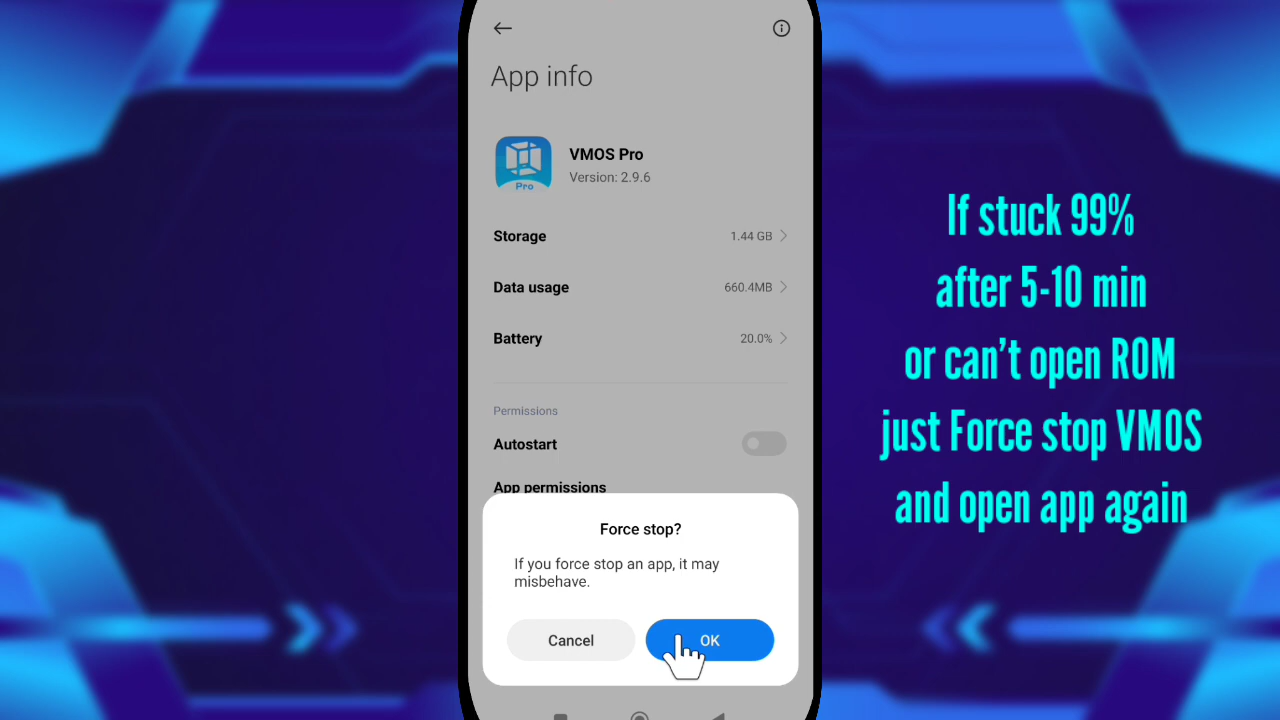 App info
Pro
VMOS Pro
Version: 2.9.6
Storage
1.44 GB
Data usage
660.4MB
Battery
20.0%
Permissions
Autostart
App permissions
Force stop?
If you force stop an app, it may
misbehave.
Cancel
OK
If stuck 99%
after 5-10 min
or can't open ROM
just Force stop VMOS
and open app again